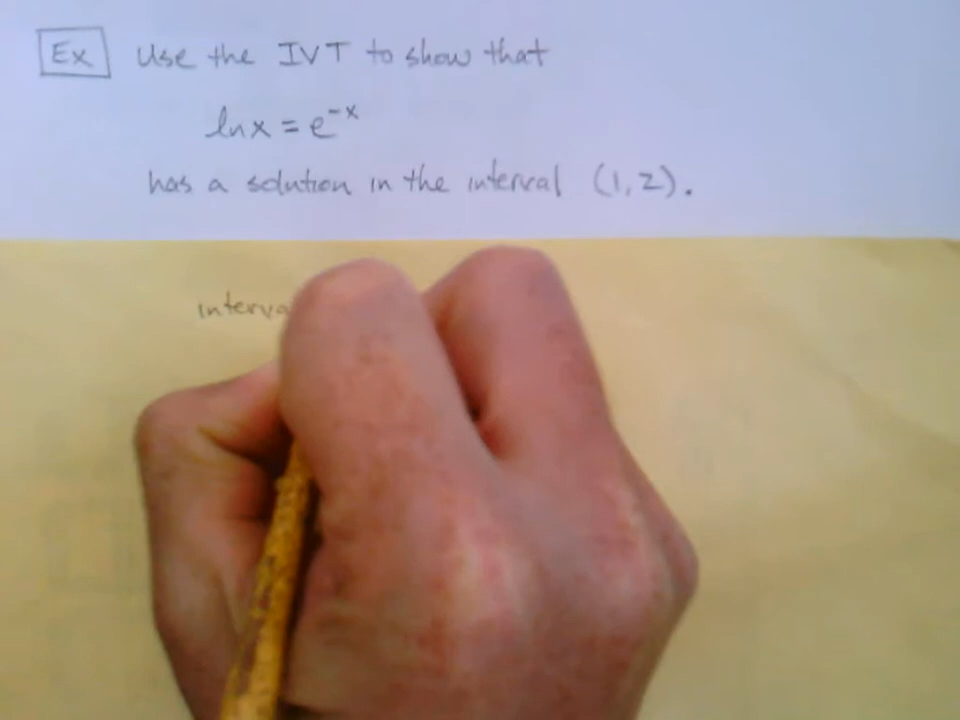 Ex Use the IVT to show that
ln x = e^-x
has a solution in the interval (1,2).